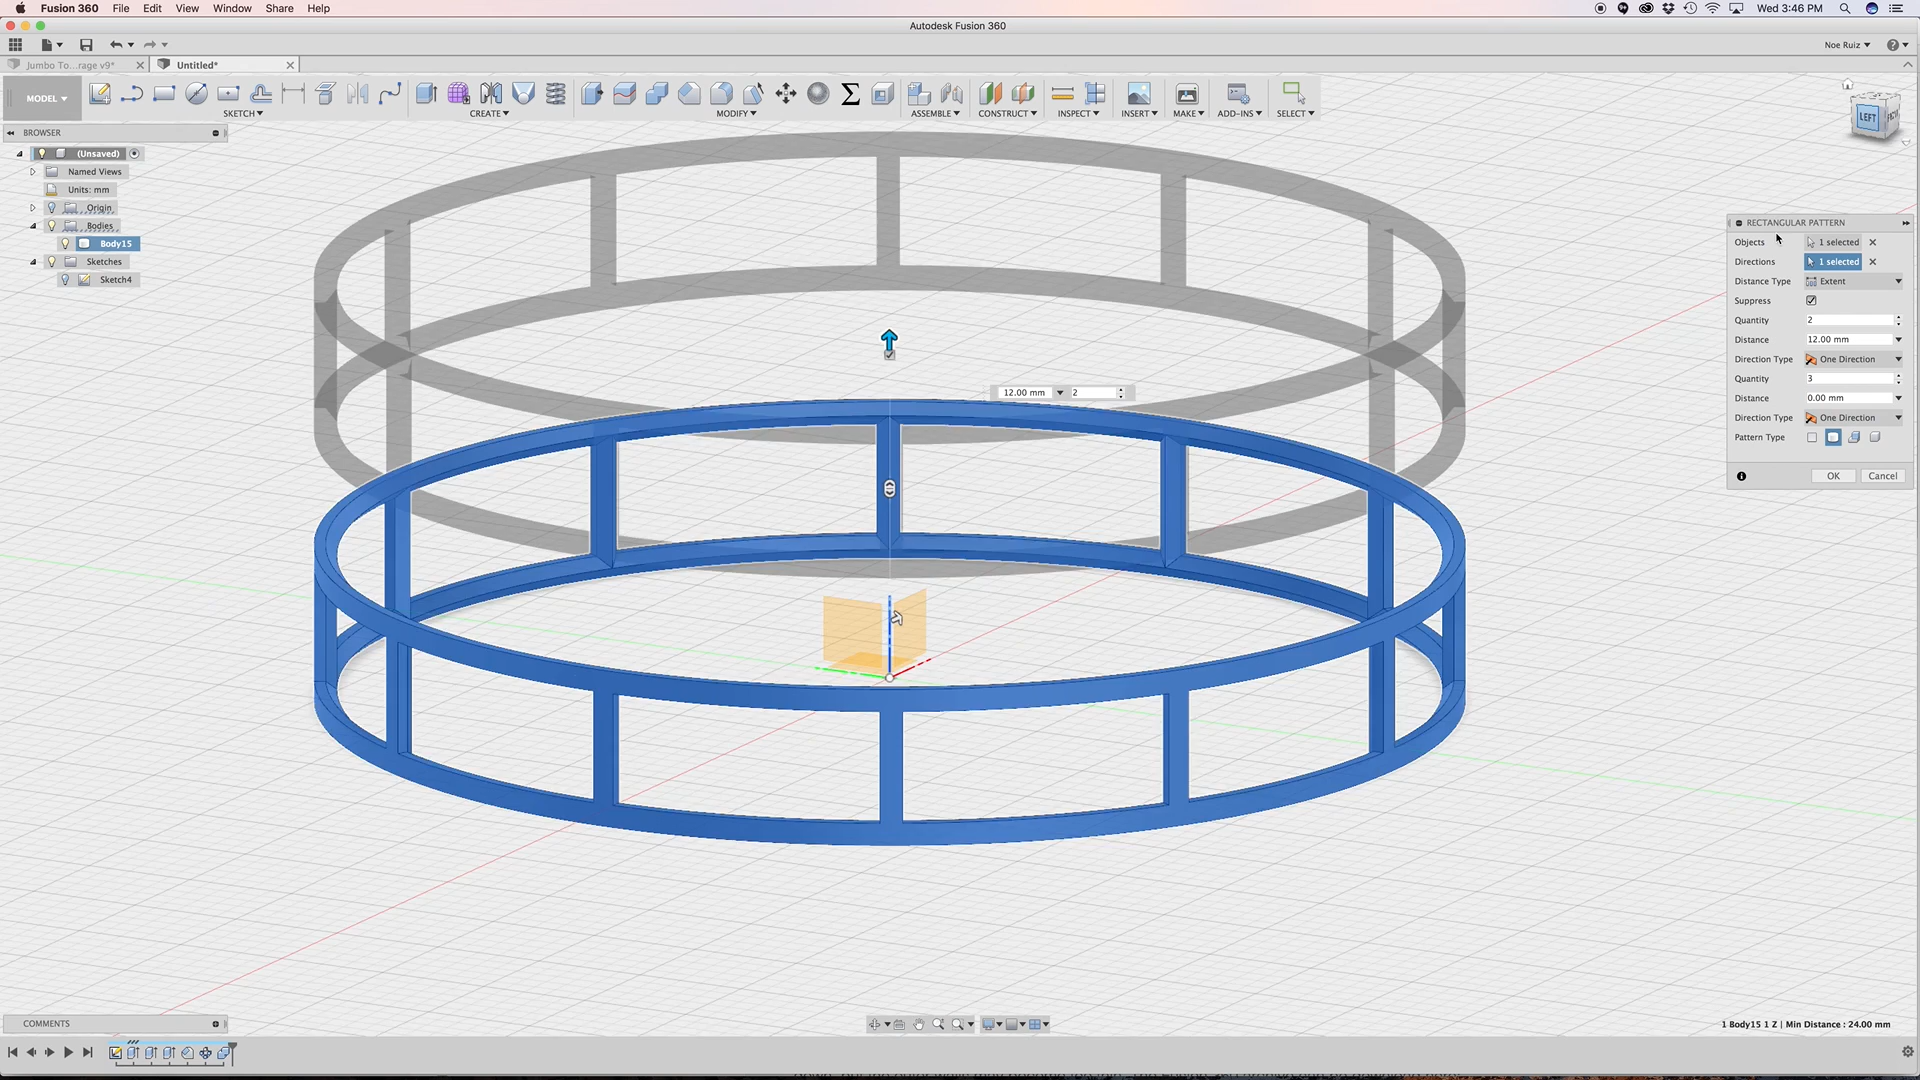 Fusion 360 File Edit View Window Share Help
Wed 3:46 PM
Autodesk Fusion 360
Noe Ruiz
Jumbo To...rage v9*
Untitled*
MODEL
SKETCH
CREATE
MODIFY
ASSEMBLE
CONSTRUCT
INSPECT
INSERT
MAKE
ADD-INS
SELECT
LEFT
BROWSER
(Unsaved)
Named Views
Units: mm
Origin
Bodies
Body15
Sketches
Sketch4
12.00 mm 2
RECTANGULAR PATTERN
Objects 1 selected
Directions 1 selected
Distance Type Extent
Suppress
Quantity 2
Distance 12.00 mm
Direction Type One Direction
Quantity 3
Distance 0.00 mm
Direction Type One Direction
Pattern Type
OK Cancel
COMMENTS
1 Body15 1 Z | Min Distance : 24.00 mm